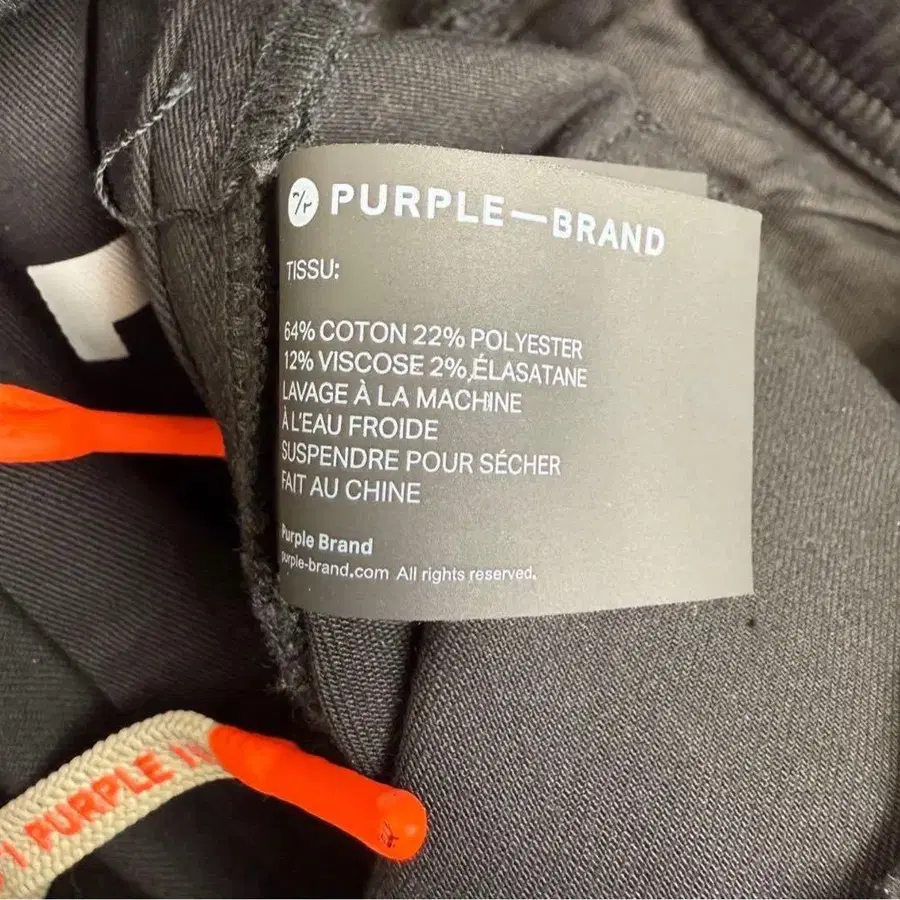 PURPLE—BRAND
TISSU:
64% COTON 22% POLYESTER
12% VISCOSE 2% ÉLASATANE
LAVAGE À LA MACHINE
À L'EAU FROIDE
SUSPENDRE POUR SÉCHER
FAIT AU CHINE
Purple Brand
purple-brand.com All rights reserved.
PURPLE